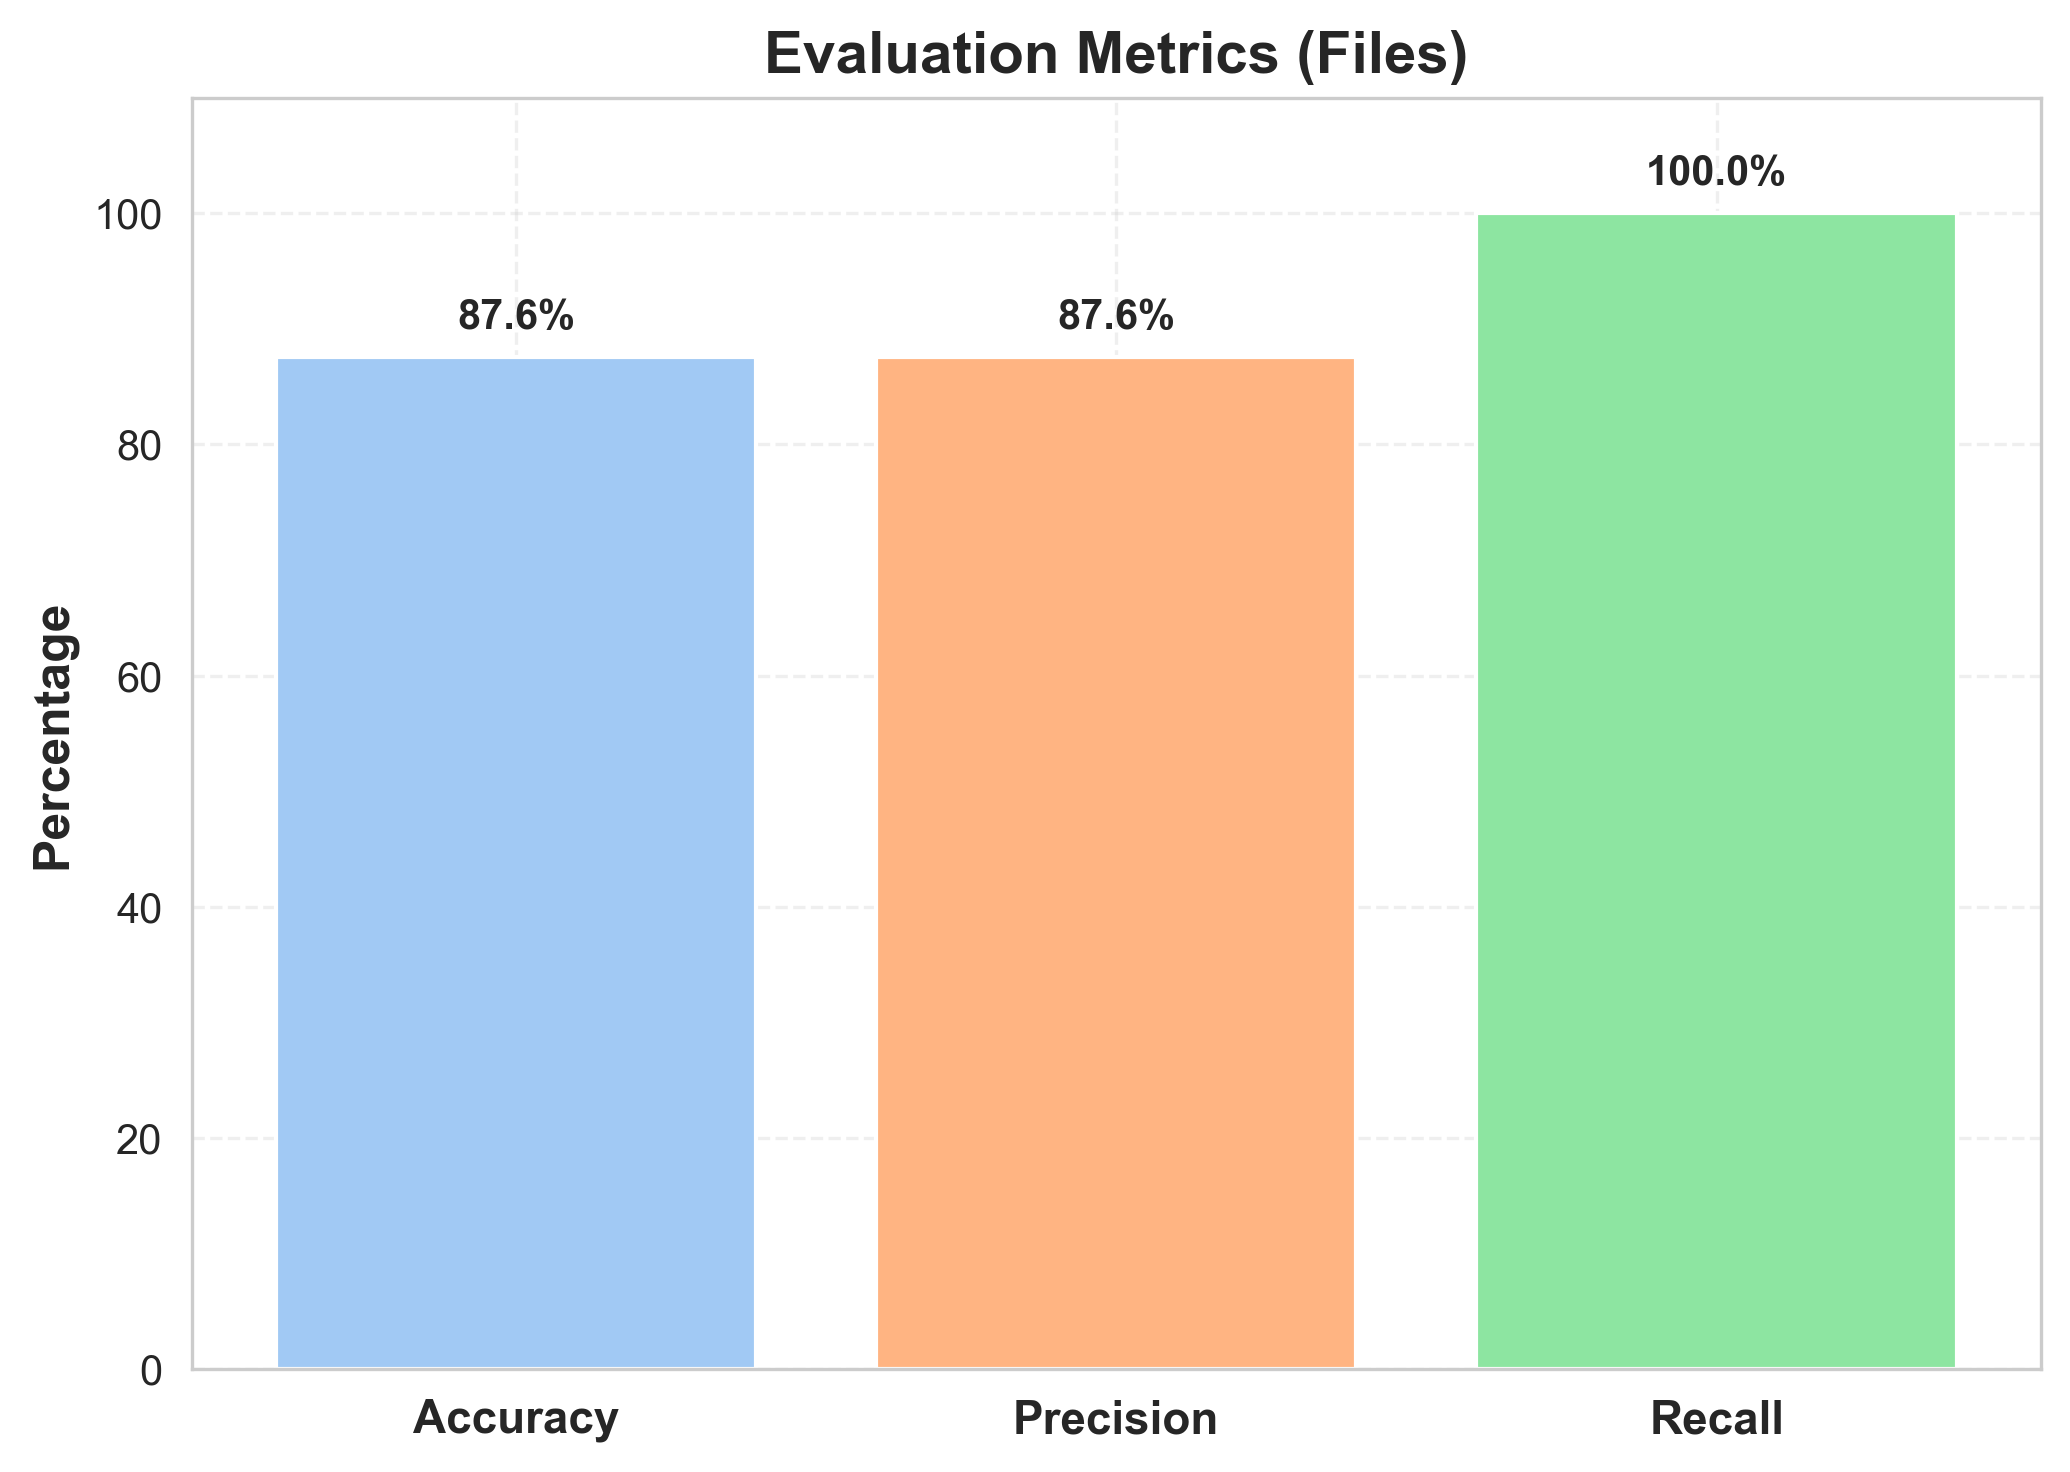 Evaluation Metrics (Files)
100.0%
87.6%
87.6%
100
80
60
40
20
0
Percentage
Accuracy
Precision
Recall